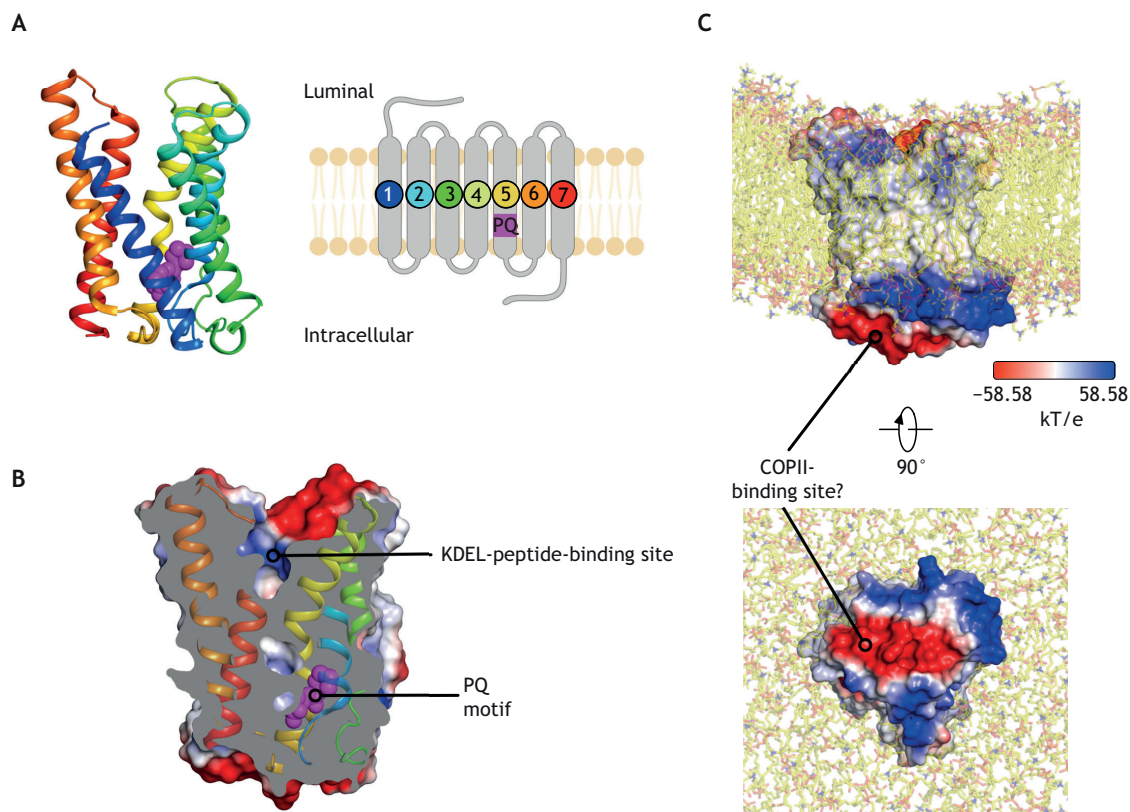 A
Luminal
1 2 3 4 5 6 7
PQ
Intracellular
B
KDEL-peptide-binding site
PQ
motif
C
−58.58 58.58
kT/e
COPII-
binding site?
90°